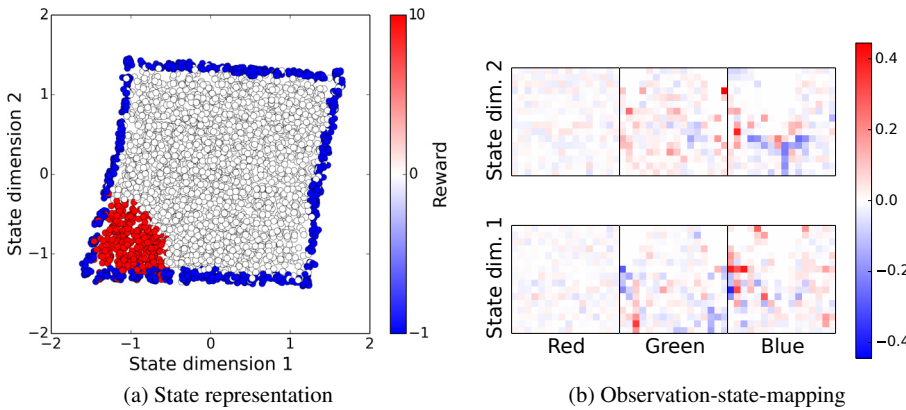 2
1
0
−1
−2
State dimension 2
−2
−1
0
1
2
State dimension 1
10
0
−1
Reward
(a) State representation
State dim. 2
State dim. 1
Red
Green
Blue
0.4
0.2
0.0
−0.2
−0.4
(b) Observation-state-mapping